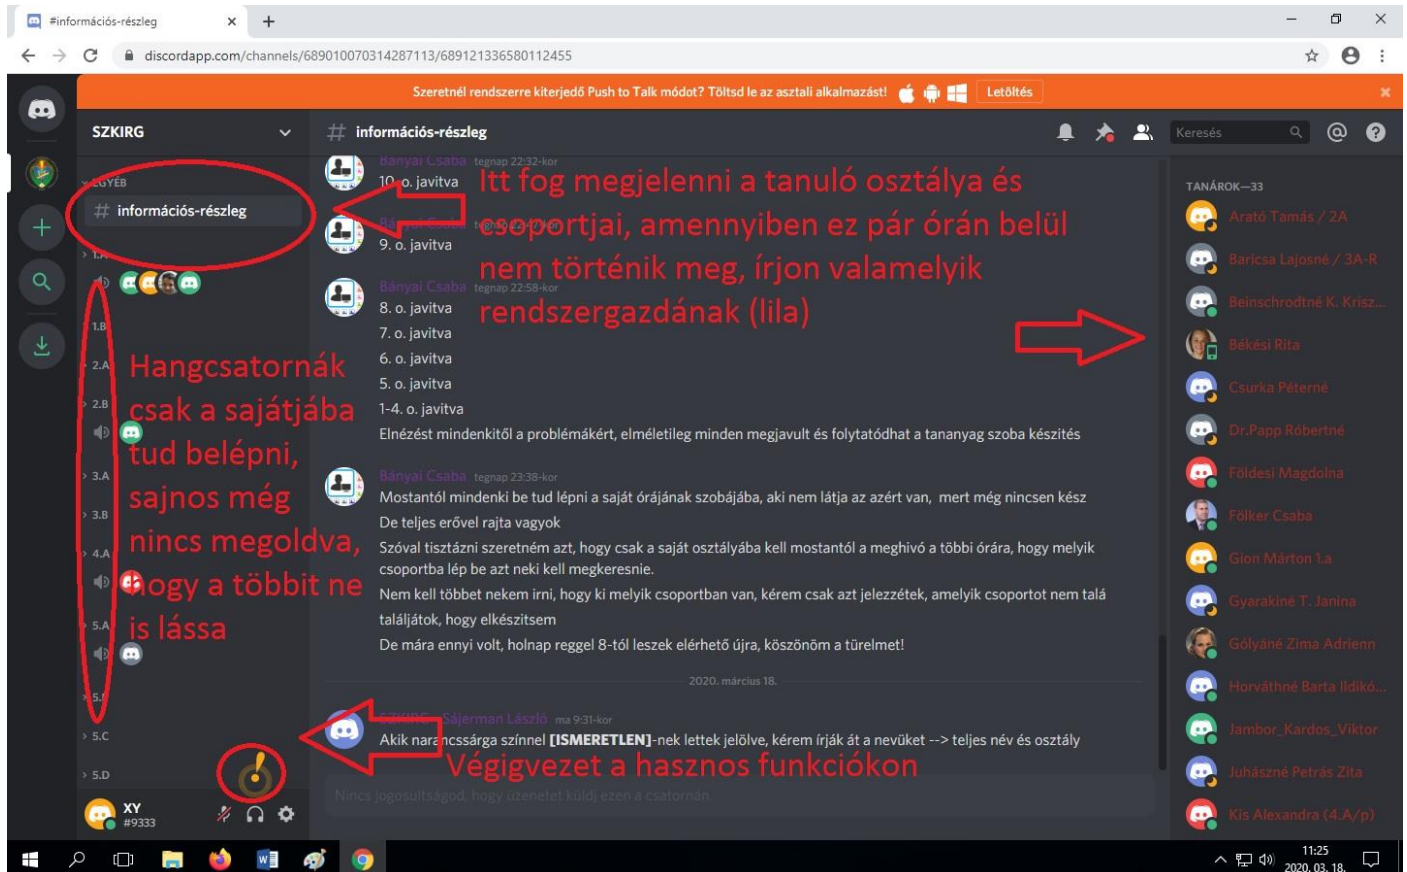 #információs-részleg
discordapp.com/channels/689010070314287113/689121336580112455
Szeretnél rendszerre kiterjedő Push to Talk módot? Töltsd le az asztali alkalmazást!
Letöltés
SZKIRG
# információs-részleg
Keresés
EGYÉB
# információs-részleg
1.A
1.B
2.A
2.B
3.A
3.B
4.A
5.A
5.C
5.D
Hangcsatornák
csak a sajátjába
tud belépni,
sajnos még
nincs megoldva,
hogy a többit ne
is lássa
XY
#9333
Bányai Csaba tegnap 22:32-kor
10. o. javitva
Bányai Csaba
9. o. javitva
Bányai Csaba tegnap 22:58-kor
8. o. javitva
7. o. javitva
6. o. javitva
5. o. javitva
1-4. o. javitva
Elnézést mindenkitől a problémákért, elméletileg minden megjavult és folytatódhat a tananyag szoba készités
Itt fog megjelenni a tanuló osztálya és
csoportjai, amennyiben ez pár órán belül
nem történik meg, írjon valamelyik
rendszergazdának (lila)
Bányai Csaba tegnap 23:38-kor
Mostantól mindenki be tud lépni a saját órájának szobájába, aki nem látja az azért van, mert még nincsen kész
De teljes erővel rajta vagyok
Szóval tisztázni szeretném azt, hogy csak a saját osztályába kell mostantól a meghivó a többi órára, hogy melyik
csoportba lép be azt neki kell megkeresnie.
Nem kell többet nekem irni, hogy ki melyik csoportban van, kérem csak azt jelezzétek, amelyik csoportot nem talá
találjátok, hogy elkészitsem
De mára ennyi volt, holnap reggel 8-tól leszek elérhető újra, köszönöm a türelmet!
2020. március 18.
SZKIRG - Sájerman László ma 9:31-kor
Akik narancssárga színnel [ISMERETLEN]-nek lettek jelölve, kérem írják át a nevüket --> teljes név és osztály
Végigvezet a hasznos funkciókon
Nincs jogosultságod, hogy üzenetet küldj ezen a csatornán.
TANÁROK—33
Arató Tamás / 2A
Baricsa Lajosné / 3A-R
Beinschrodtné K. Krisz...
Békési Rita
Csurka Péterné
Dr.Papp Róbertné
Földesi Magdolna
Fölker Csaba
Gion Márton 1.a
Gyarakiné T. Janina
Gólyáné Zima Adrienn
Horváthné Barta Ildikó...
Jambor_Kardos_Viktor
Juhászné Petrás Zita
Kis Alexandra (4.A/p)
11:25
2020. 03. 18.